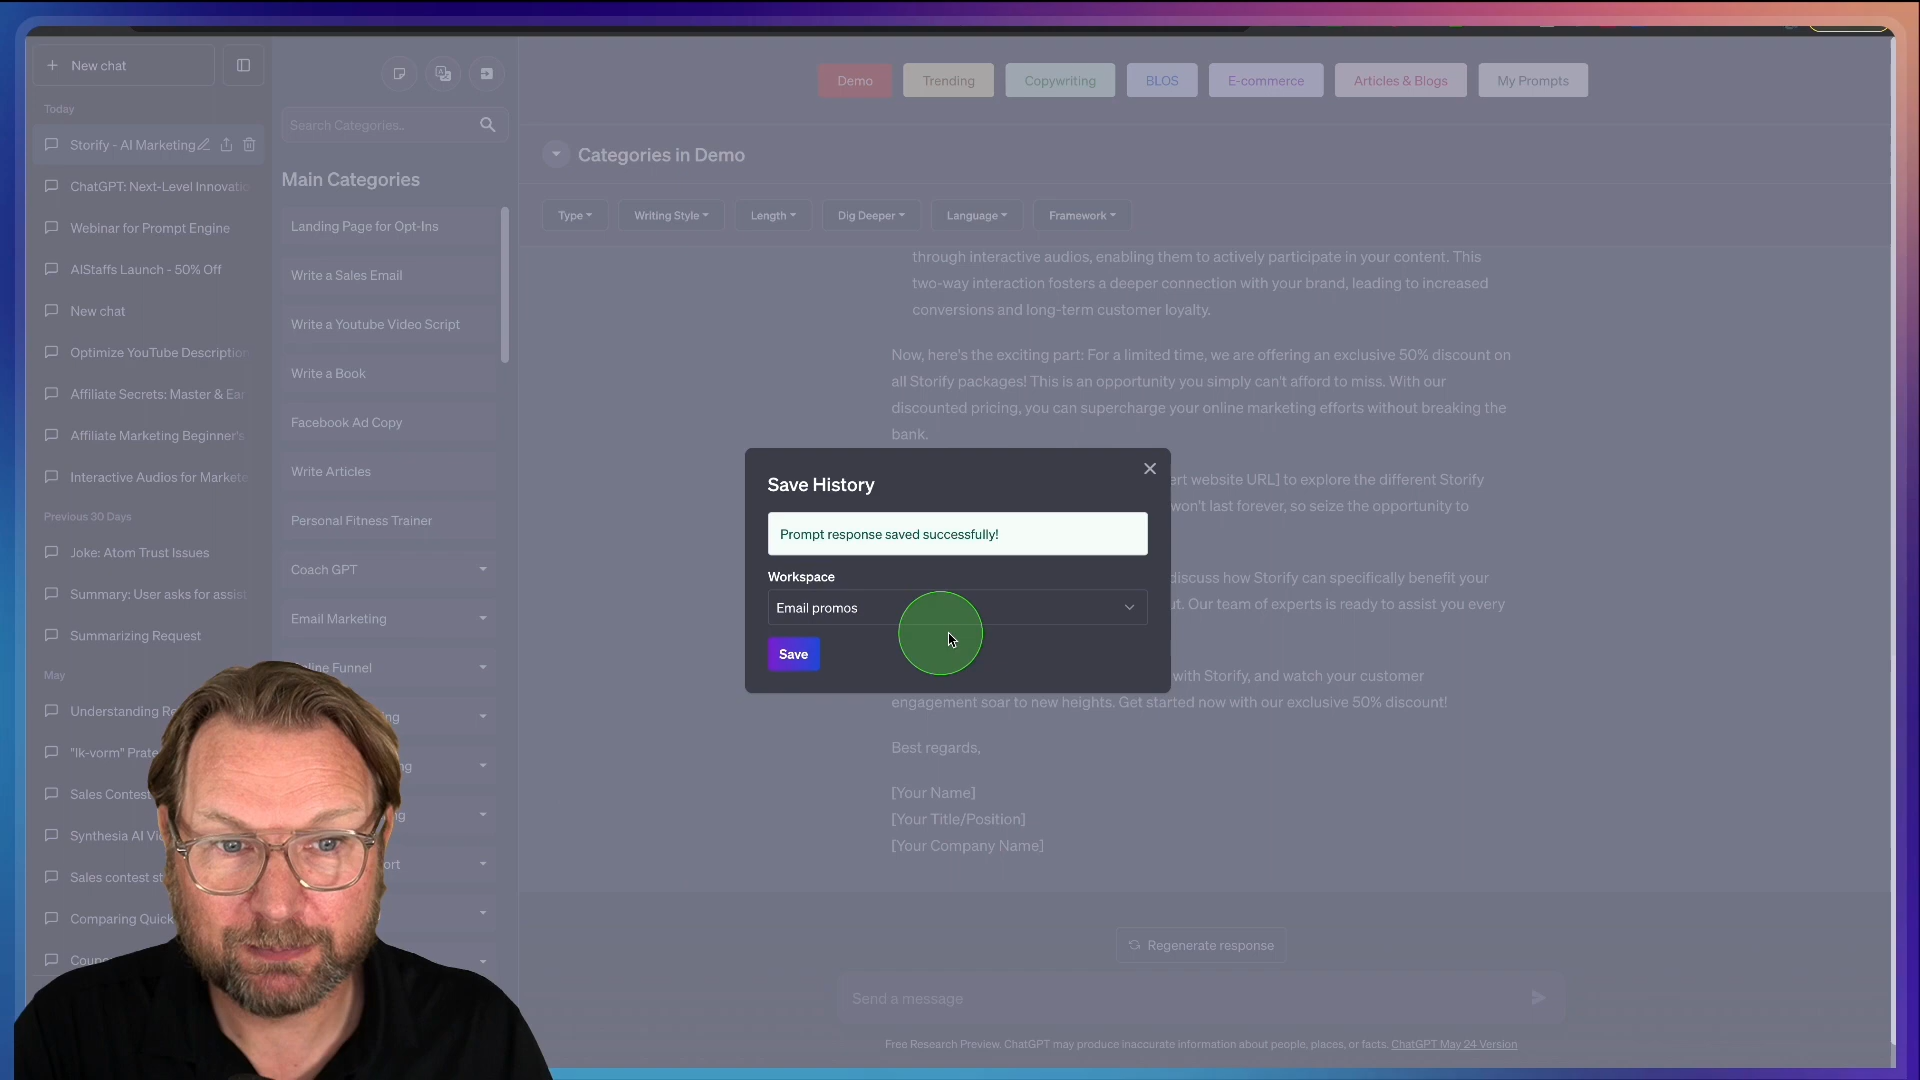 New chat
Today
Storify - AI Marketing
ChatGPT: Next-Level Innovatio
Webinar for Prompt Engine
AIStaffs Launch - 50% Off
New chat
Optimize YouTube Description
Affiliate Secrets: Master & Ear
Affiliate Marketing Beginner's
Interactive Audios for Markete
Previous 30 Days
Joke: Atom Trust Issues
Summary: User asks for assist
Summarizing Request
May
Understanding Re
"Ik-vorm" Prate
Sales Contest
Synthesia AI Vi
Sales contest st
Comparing Quick
Coupo
Search Categories..
Main Categories
Landing Page for Opt-Ins
Write a Sales Email
Write a Youtube Video Script
Write a Book
Facebook Ad Copy
Write Articles
Personal Fitness Trainer
Coach GPT
Email Marketing
line Funnel
ng
ng
g
ort
Demo
Trending
Copywriting
BLOS
E-commerce
Articles & Blogs
My Prompts
Categories in Demo
Type
Writing Style
Length
Dig Deeper
Language
Framework
through interactive audios, enabling them to actively participate in your content. This
two-way interaction fosters a deeper connection with your brand, leading to increased
conversions and long-term customer loyalty.
Now, here's the exciting part: For a limited time, we are offering an exclusive 50% discount on
all Storify packages! This is an opportunity you simply can't afford to miss. With our
discounted pricing, you can supercharge your online marketing efforts without breaking the
bank.
ert website URL] to explore the different Storify
won't last forever, so seize the opportunity to
discuss how Storify can specifically benefit your
t. Our team of experts is ready to assist you every
with Storify, and watch your customer
engagement soar to new heights. Get started now with our exclusive 50% discount!
Best regards,
[Your Name]
[Your Title/Position]
[Your Company Name]
Save History
Prompt response saved successfully!
Workspace
Email promos
Save
Regenerate response
Send a message
Free Research Preview. ChatGPT may produce inaccurate information about people, places, or facts. ChatGPT May 24 Version